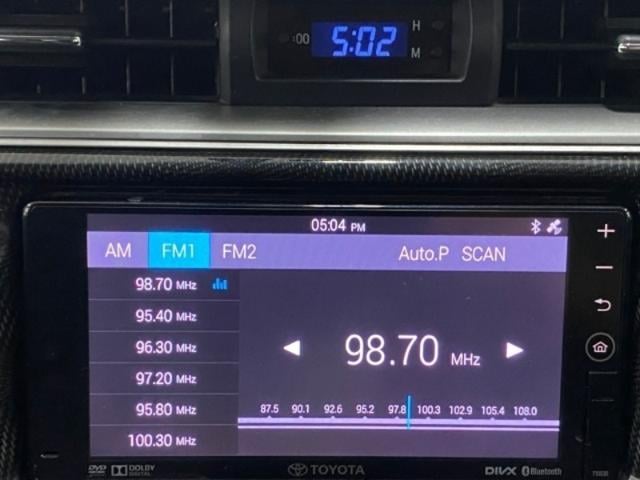 :00 5:02 H
M
05:04 PM
AM FM1 FM2 Auto.P SCAN
98.70 MHz
95.40 MHz
96.30 MHz
97.20 MHz
95.80 MHz
100.30 MHz
98.70 MHz
87.5 90.1 92.6 95.2 97.8 100.3 102.9 105.4 108.0
DVD DOLBY DIGITAL TOYOTA DIVX Bluetooth